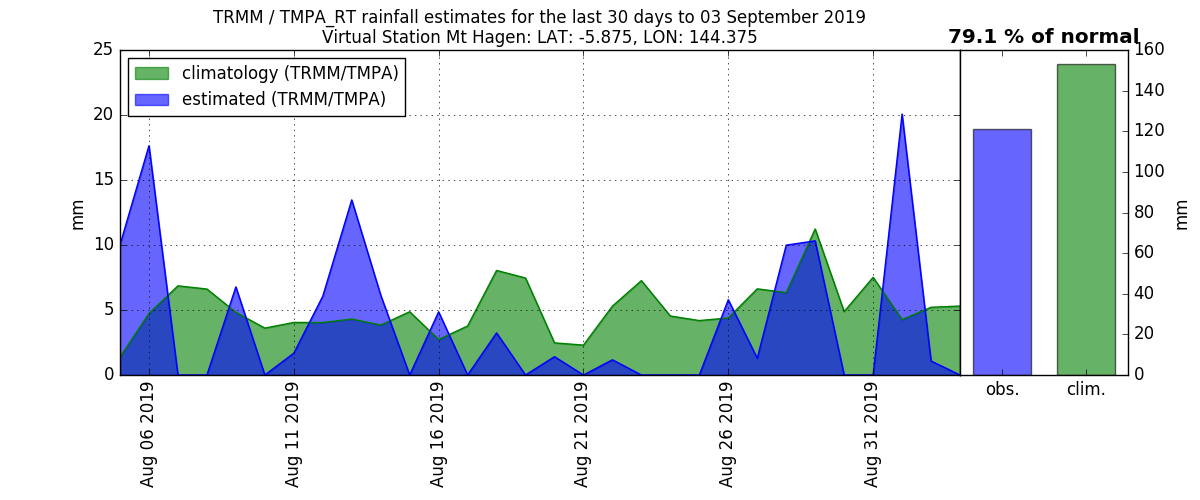 TRMM / TMPA_RT rainfall estimates for the last 30 days to 03 September 2019
Virtual Station Mt Hagen: LAT: -5.875, LON: 144.375
79.1 % of normal
climatology (TRMM/TMPA)
estimated (TRMM/TMPA)
25
20
15
10
5
0
mm
Aug 06 2019
Aug 11 2019
Aug 16 2019
Aug 21 2019
Aug 26 2019
Aug 31 2019
160
140
120
100
80
60
40
20
0
mm
obs.
clim.